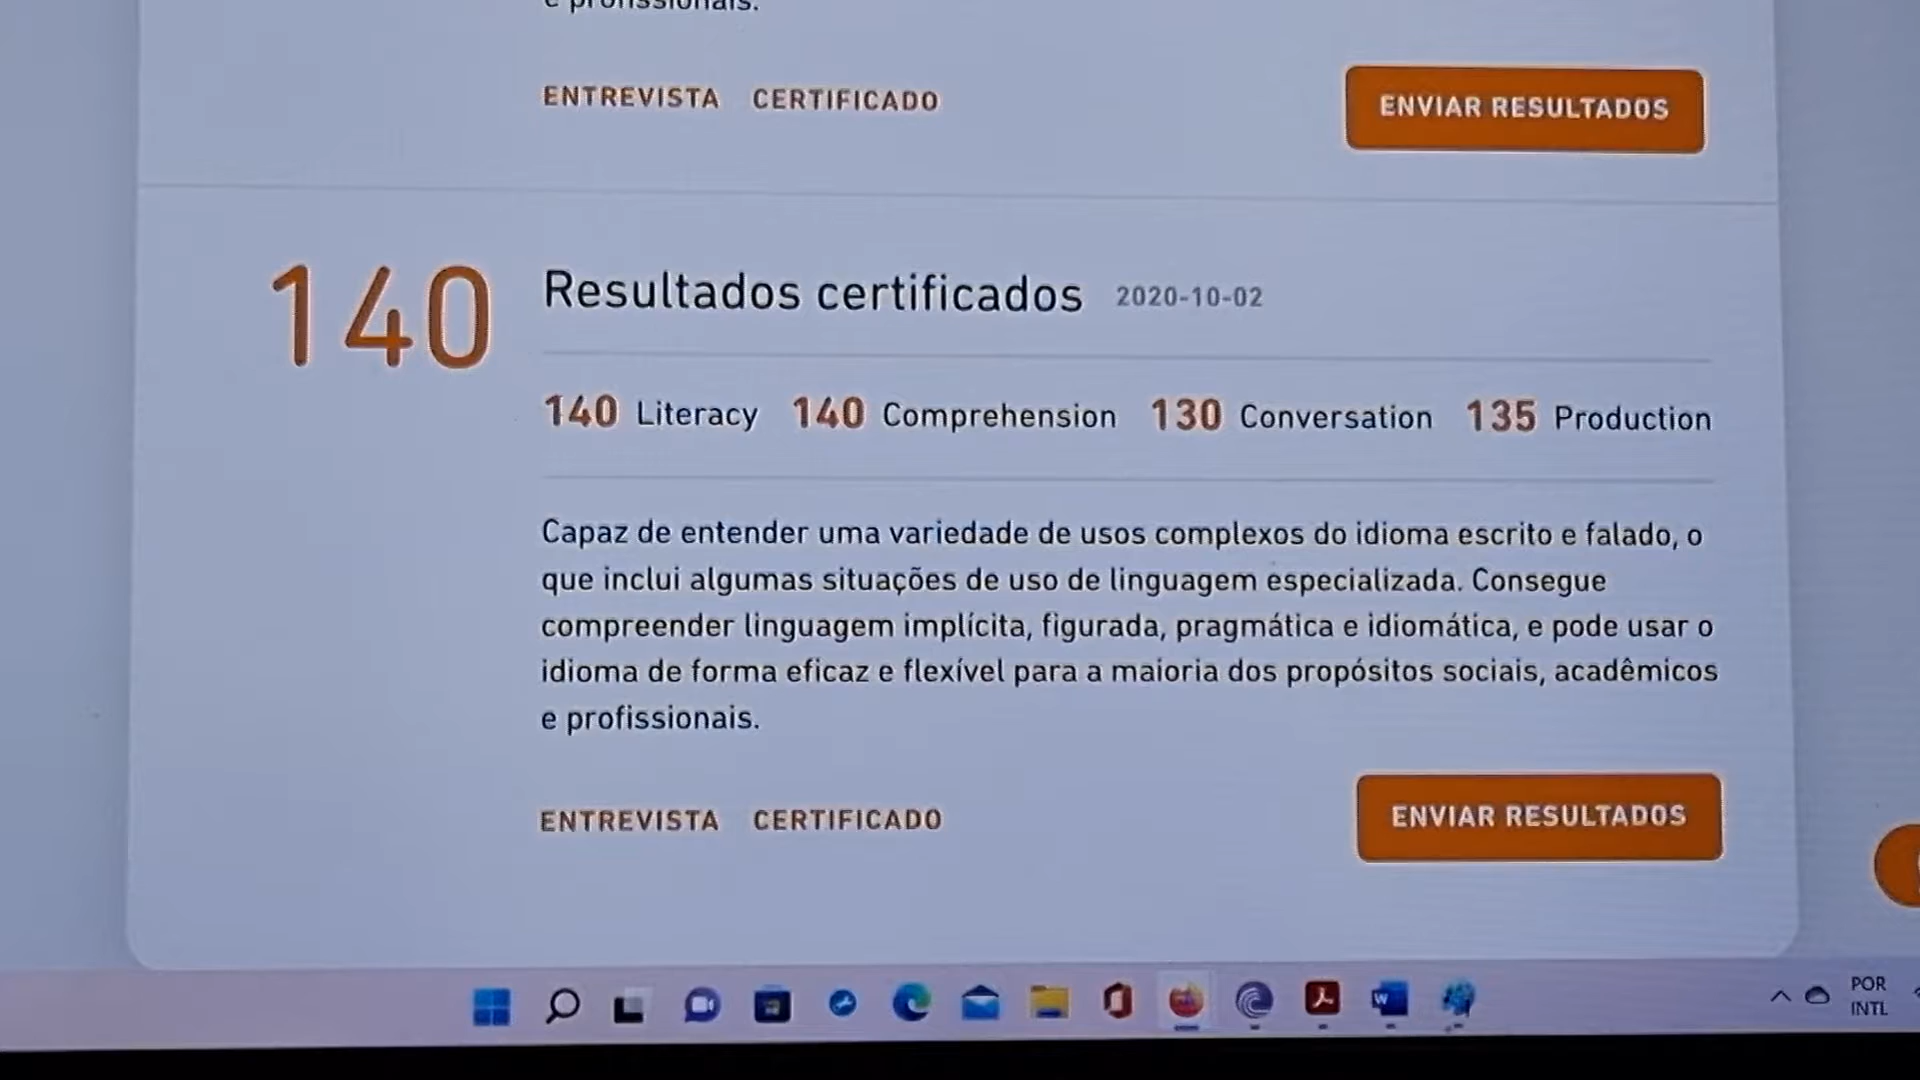 e profissionais.
ENTREVISTA CERTIFICADO ENVIAR RESULTADOS
140 Resultados certificados 2020-10-02
140 Literacy 140 Comprehension 130 Conversation 135 Production
Capaz de entender uma variedade de usos complexos do idioma escrito e falado, o
que inclui algumas situações de uso de linguagem especializada. Consegue
compreender linguagem implícita, figurada, pragmática e idiomática, e pode usar o
idioma de forma eficaz e flexível para a maioria dos propósitos sociais, acadêmicos
e profissionais.
ENTREVISTA CERTIFICADO ENVIAR RESULTADOS
POR
INTL